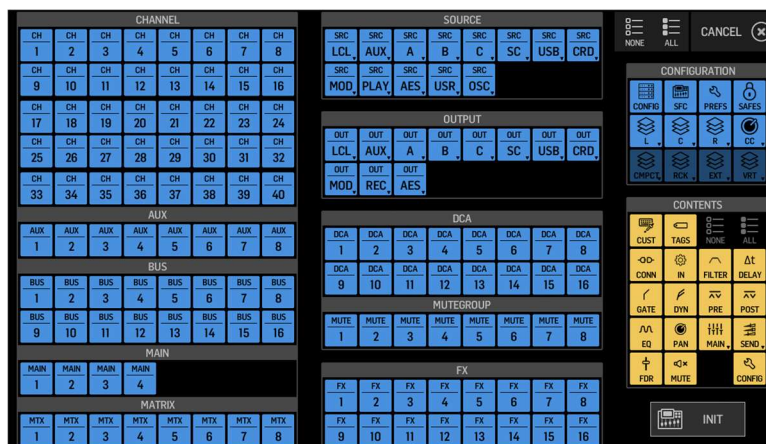 CHANNEL
CH 1 CH 2 CH 3 CH 4 CH 5 CH 6 CH 7 CH 8
CH 9 CH 10 CH 11 CH 12 CH 13 CH 14 CH 15 CH 16
CH 17 CH 18 CH 19 CH 20 CH 21 CH 22 CH 23 CH 24
CH 25 CH 26 CH 27 CH 28 CH 29 CH 30 CH 31 CH 32
CH 33 CH 34 CH 35 CH 36 CH 37 CH 38 CH 39 CH 40
AUX
AUX 1 AUX 2 AUX 3 AUX 4 AUX 5 AUX 6 AUX 7 AUX 8
BUS
BUS 1 BUS 2 BUS 3 BUS 4 BUS 5 BUS 6 BUS 7 BUS 8
BUS 9 BUS 10 BUS 11 BUS 12 BUS 13 BUS 14 BUS 15 BUS 16
MAIN
MAIN 1 MAIN 2 MAIN 3 MAIN 4
MATRIX
MTX 1 MTX 2 MTX 3 MTX 4 MTX 5 MTX 6 MTX 7 MTX 8
SOURCE
SRC LCL SRC AUX SRC A SRC B SRC C SRC SC SRC USB SRC CRD
SRC MOD SRC PLAY SRC AES SRC USR SRC OSC
OUTPUT
OUT LCL OUT AUX OUT A OUT B OUT C OUT SC OUT USB OUT CRD
OUT MOD OUT REC OUT AES
DCA
DCA 1 DCA 2 DCA 3 DCA 4 DCA 5 DCA 6 DCA 7 DCA 8
DCA 9 DCA 10 DCA 11 DCA 12 DCA 13 DCA 14 DCA 15 DCA 16
MUTEGROUP
MUTE 1 MUTE 2 MUTE 3 MUTE 4 MUTE 5 MUTE 6 MUTE 7 MUTE 8
FX
FX 1 FX 2 FX 3 FX 4 FX 5 FX 6 FX 7 FX 8
FX 9 FX 10 FX 11 FX 12 FX 13 FX 14 FX 15 FX 16
NONE ALL CANCEL
CONFIGURATION
CONFIG SFC PREFS SAFES
L C R CC
CMPCT RCK EXT VRT
CONTENTS
CUST TAGS NONE ALL
CONN IN FILTER Δt DELAY
GATE DYN PRE POST
EQ PAN MAIN SEND
FDR MUTE CONFIG
INIT